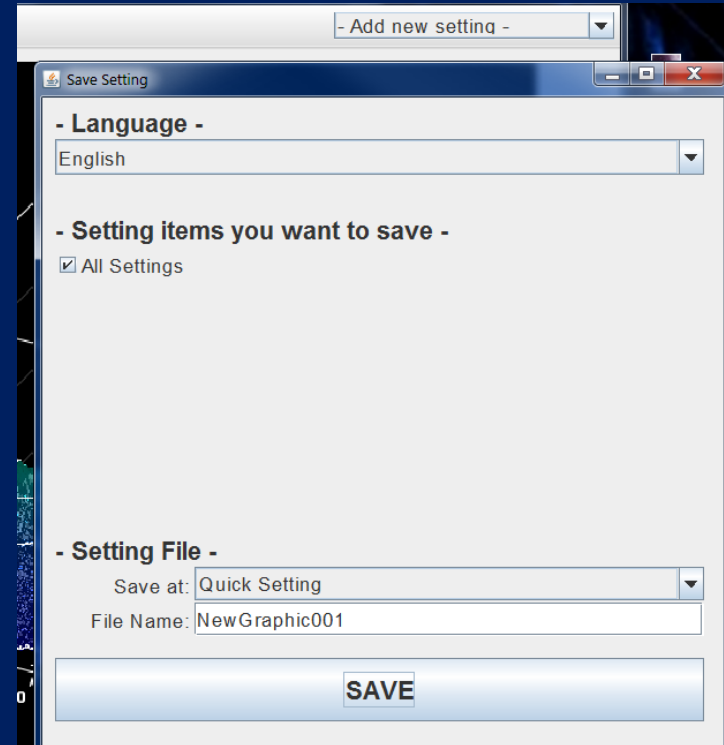 - Add new setting -
Save Setting
- Language -
English
- Setting items you want to save -
All Settings
- Setting File -
Save at: Quick Setting
File Name: NewGraphic001
SAVE
0